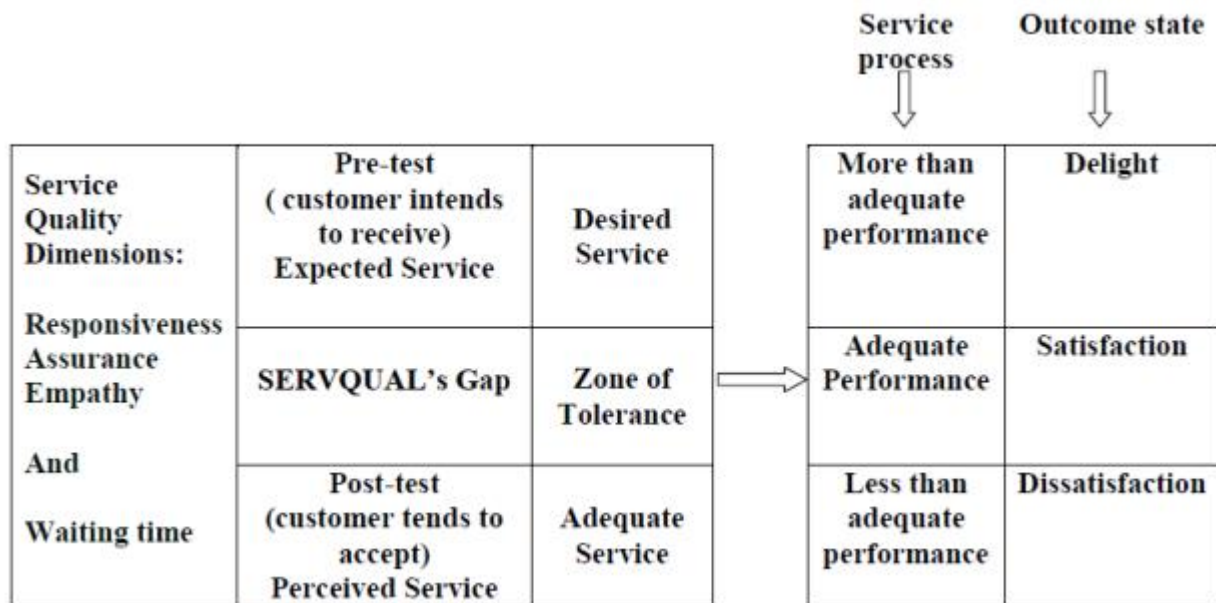 Service
process
Outcome state
Service
Quality
Dimensions:
Responsiveness
Assurance
Empathy
And
Waiting time
Pre-test
( customer intends
to receive)
Expected Service
Desired
Service
More than
adequate
performance
Delight
SERVQUAL's Gap
Zone of
Tolerance
Adequate
Performance
Satisfaction
Post-test
(customer tends to
accept)
Perceived Service
Adequate
Service
Less than
adequate
performance
Dissatisfaction